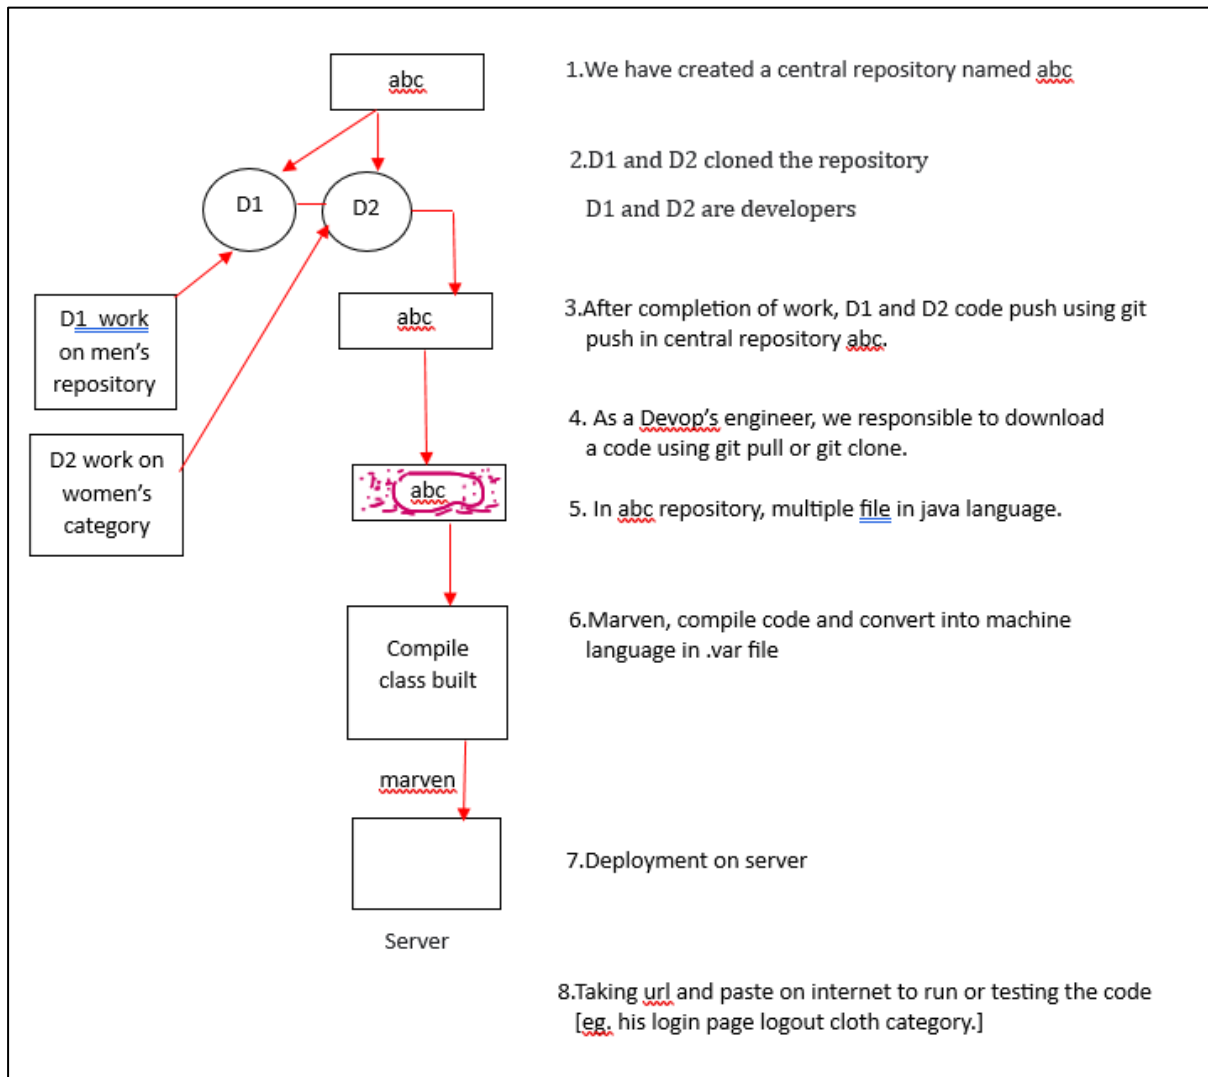 abc
1.We have created a central repository named abc
2.D1 and D2 cloned the repository
D1 and D2 are developers
D1
D2
D1 work
on men's
repository
abc
3.After completion of work, D1 and D2 code push using git
push in central repository abc.
D2 work on
women's
category
4. As a Devop's engineer, we responsible to download
a code using git pull or git clone.
abc
5. In abc repository, multiple file in java language.
Compile
class built
6.Marven, compile code and convert into machine
language in .var file
marven
7.Deployment on server
Server
8.Taking url and paste on internet to run or testing the code
[eg. his login page logout cloth category.]